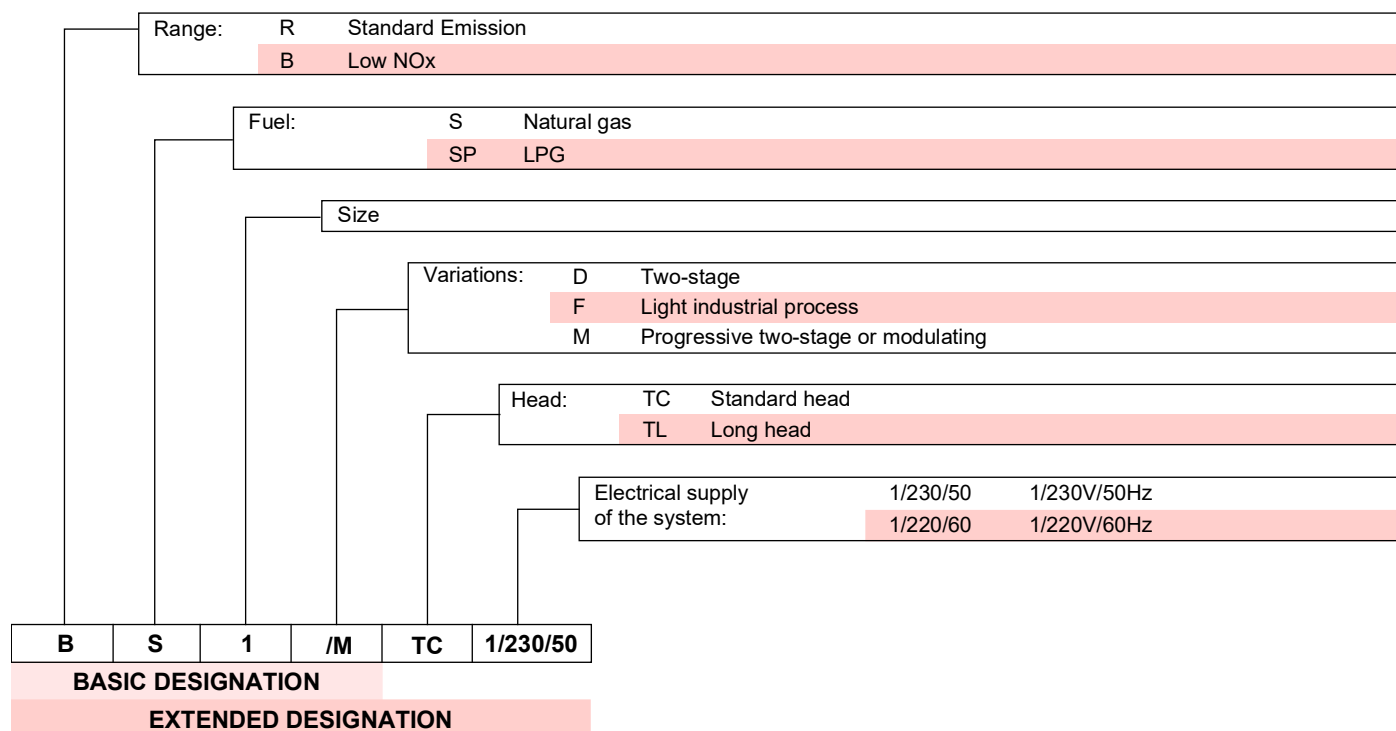 Range: R Standard Emission
B Low NOx
Fuel: S Natural gas
SP LPG
Size
Variations: D Two-stage
F Light industrial process
M Progressive two-stage or modulating
Head: TC Standard head
TL Long head
Electrical supply 1/230/50 1/230V/50Hz
of the system: 1/220/60 1/220V/60Hz
B S 1 /M TC 1/230/50
BASIC DESIGNATION
EXTENDED DESIGNATION